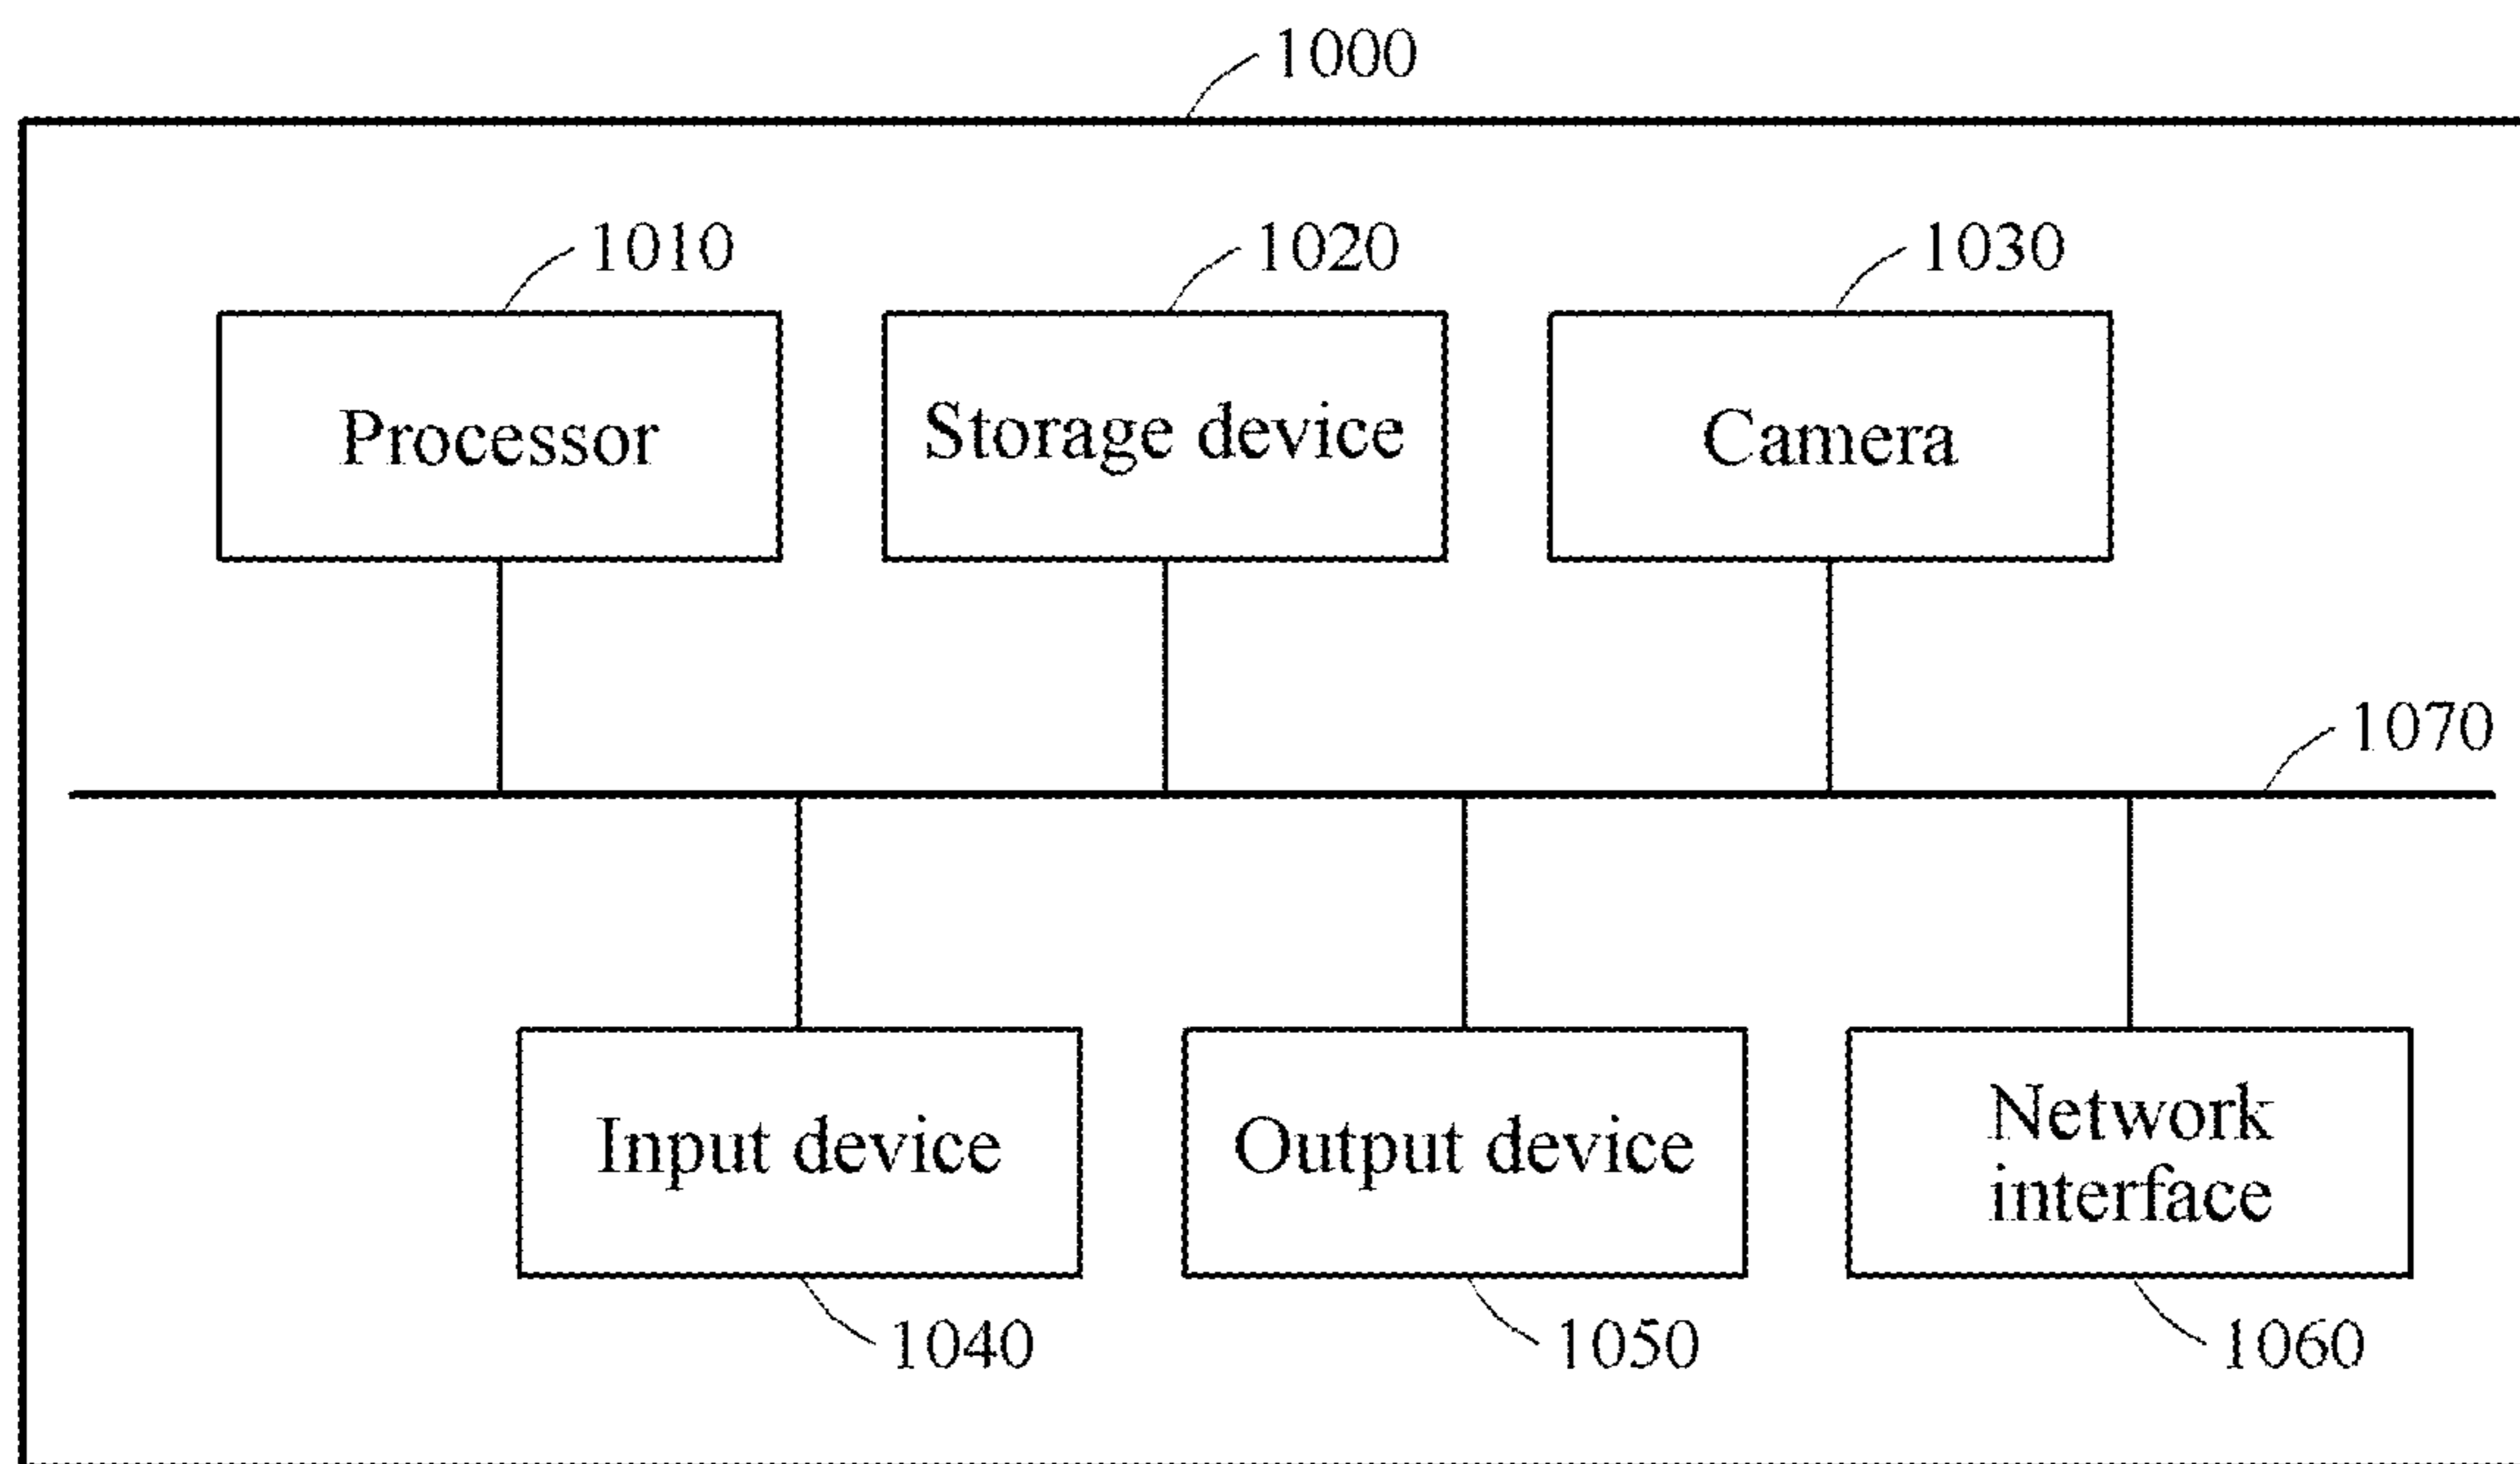 1000
1010
1020
1030
Processor
Storage device
Camera
1070
Input device
Output device
Network
interface
1040
1050
1060